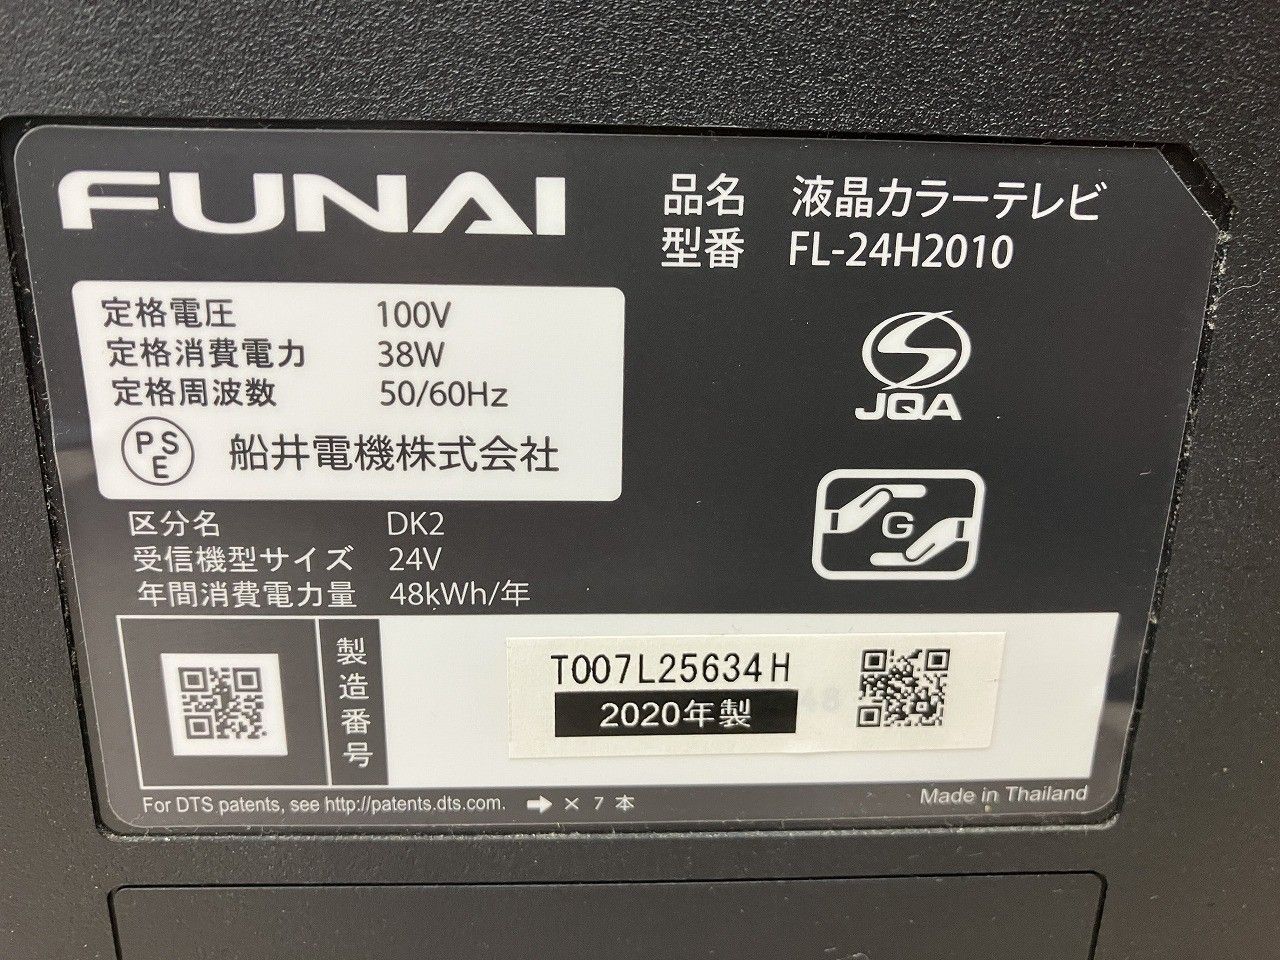 FUNAI
品名 液晶カラーテレビ
型番 FL-24H2010
定格電圧 100V
定格消費電力 38W
定格周波数 50/60Hz
PSE 船井電機株式会社
JQA
G
区分名 DK2
受信機型サイズ 24V
年間消費電力量 48kWh/年
製造番号
T007L25634H
2020年製
For DTS patents, see http://patents.dts.com. ➡ × 7 本
Made in Thailand